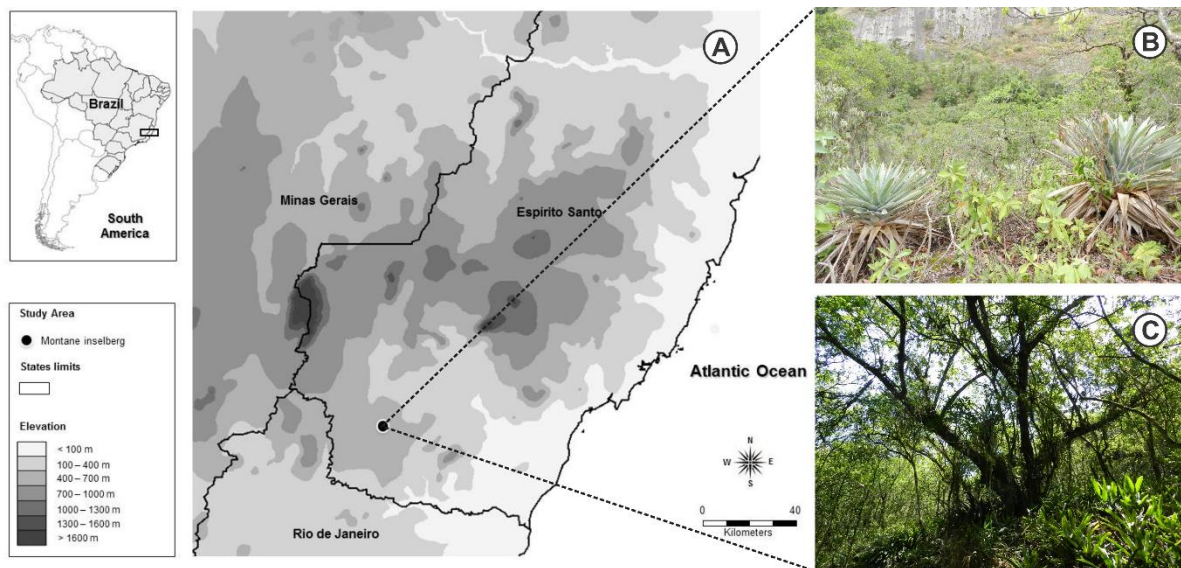 Brazil
South
America
Study Area
Montane inselberg
States limits
Elevation
< 100 m
100 – 400 m
400 – 700 m
700 – 1000 m
1000 – 1300 m
1300 – 1600 m
> 1600 m
A
Minas Gerais
Espírito Santo
Atlantic Ocean
Rio de Janeiro
N
W E
S
0 40
Kilometers
B
C